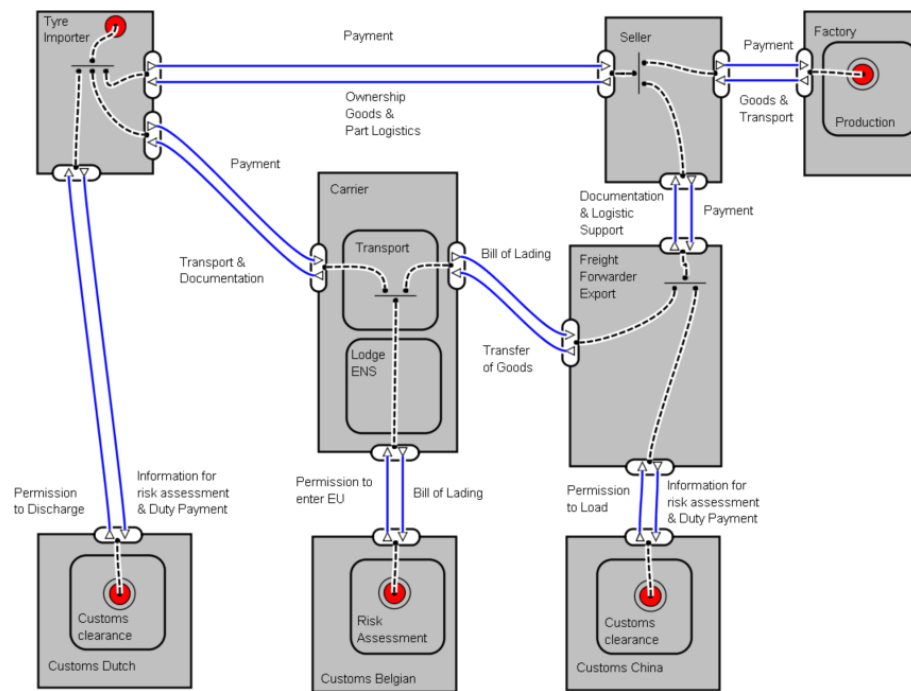 Tyre
Importer
Payment
Ownership
Goods &
Part Logistics
Seller
Payment
Goods &
Transport
Factory
Production
Payment
Transport &
Documentation
Carrier
Transport
Lodge
ENS
Bill of Lading
Transfer
of Goods
Documentation
& Logistic
Support
Payment
Freight
Forwarder
Export
Permission
to Discharge
Information for
risk assessment
& Duty Payment
Permission to
enter EU
Bill of Lading
Permission
to Load
Information for
risk assessment
& Duty Payment
Customs
clearance
Customs Dutch
Risk
Assessment
Customs Belgian
Customs
clearance
Customs China